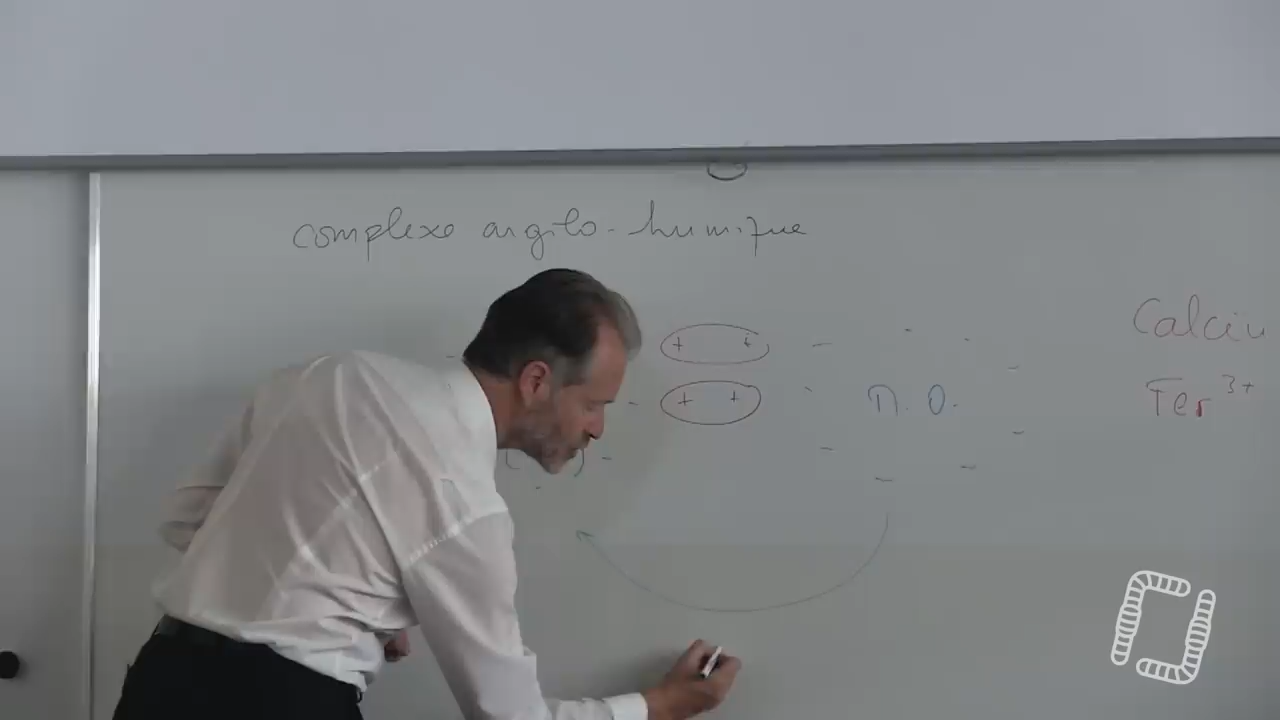 complexe argilo-humique
+ +
+ +
M.O.
Calciu
Fer 3+